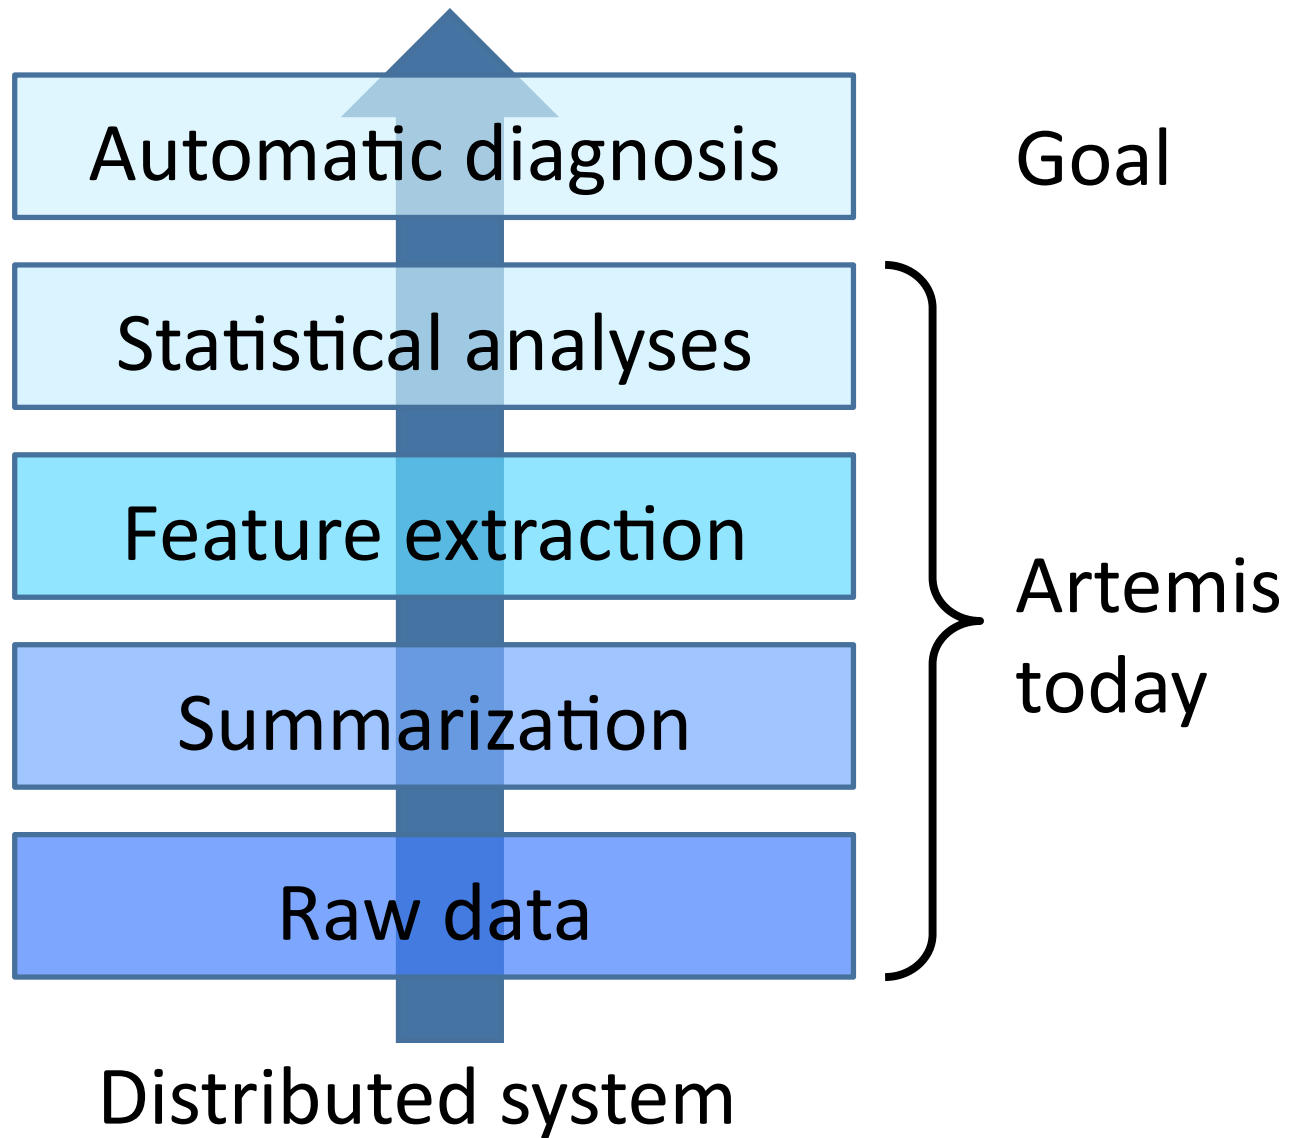 Automatic diagnosis
Goal
Statistical analyses
Feature extraction
Artemis
today
Summarization
Raw data
Distributed system